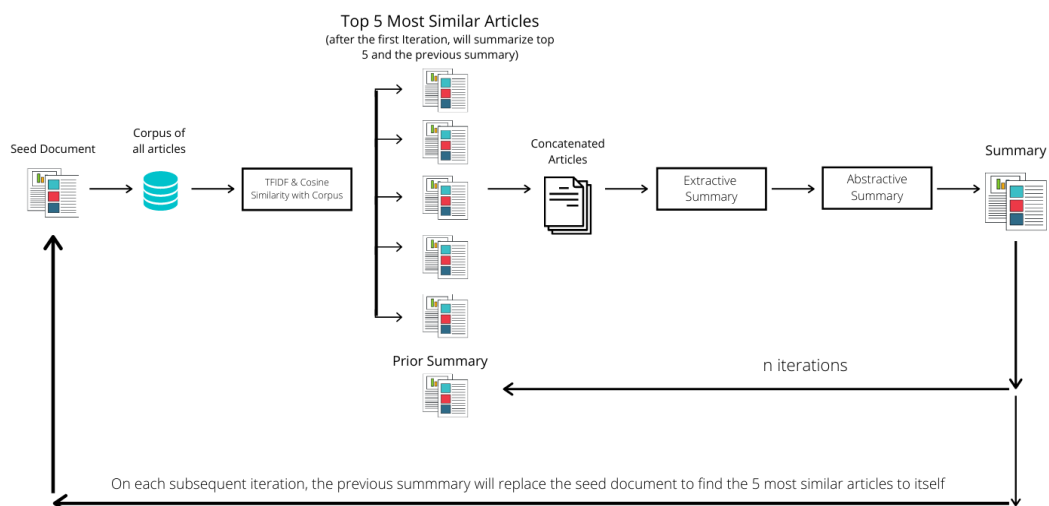 Top 5 Most Similar Articles
(after the first Iteration, will summarize top
5 and the previous summary)
Seed Document
Corpus of
all articles
TFIDF & Cosine
Similarity with Corpus
Concatenated
Articles
Extractive
Summary
Abstractive
Summary
Summary
Prior Summary
n iterations
On each subsequent iteration, the previous summmary will replace the seed document to find the 5 most similar articles to itself